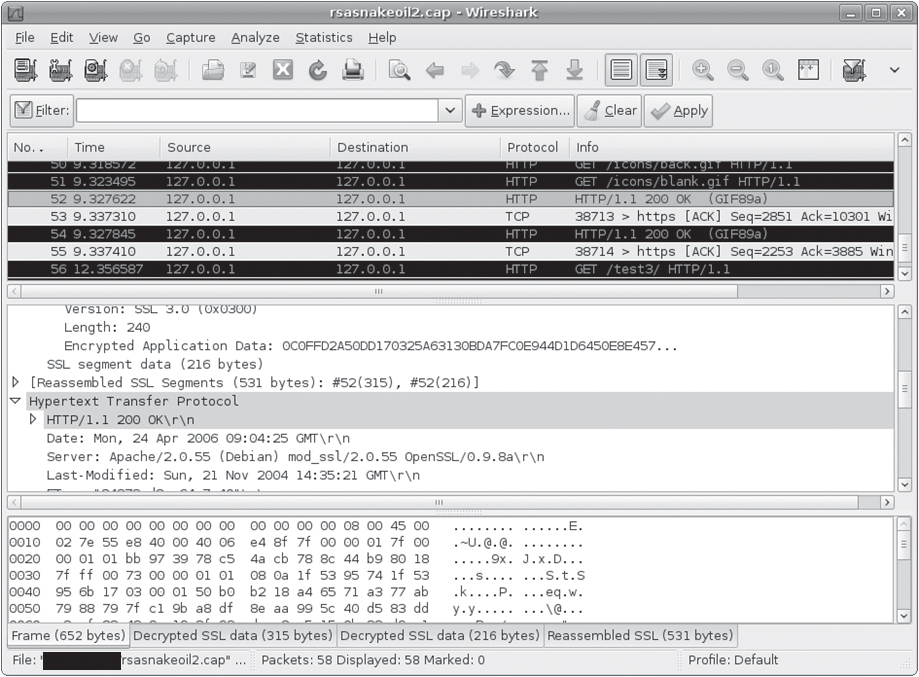 rsasnakeoil2.cap - Wireshark
File Edit View Go Capture Analyze Statistics Help
Filter: Expression... Clear Apply
No. . Time Source Destination Protocol Info
50 9.318572 127.0.0.1 127.0.0.1 HTTP GET /icons/back.gif HTTP/1.1
51 9.323495 127.0.0.1 127.0.0.1 HTTP GET /icons/blank.gif HTTP/1.1
52 9.327622 127.0.0.1 127.0.0.1 HTTP HTTP/1.1 200 OK (GIF89a)
53 9.337310 127.0.0.1 127.0.0.1 TCP 38713 > https [ACK] Seq=2851 Ack=10301 Wi
54 9.327845 127.0.0.1 127.0.0.1 HTTP HTTP/1.1 200 OK (GIF89a)
55 9.337410 127.0.0.1 127.0.0.1 TCP 38714 > https [ACK] Seq=2253 Ack=3885 Win
56 12.356587 127.0.0.1 127.0.0.1 HTTP GET /test3/ HTTP/1.1
Version: SSL 3.0 (0x0300)
Length: 240
Encrypted Application Data: 0C0FFD2A50DD170325A63130BDA7FC0E944D1D6450E8E457...
SSL segment data (216 bytes)
[Reassembled SSL Segments (531 bytes): #52(315), #52(216)]
Hypertext Transfer Protocol
HTTP/1.1 200 OK\r\n
Date: Mon, 24 Apr 2006 09:04:25 GMT\r\n
Server: Apache/2.0.55 (Debian) mod_ssl/2.0.55 OpenSSL/0.9.8a\r\n
Last-Modified: Sun, 21 Nov 2004 14:35:21 GMT\r\n
0000 00 00 00 00 00 00 00 00 00 00 00 00 08 00 45 00 ........ ......E.
0010 02 7e 55 e8 40 00 40 06 e4 8f 7f 00 00 01 7f 00 .~U.@.@. ........
0020 00 01 01 bb 97 39 78 c5 4a cb 78 8c 44 b9 80 18 .....9x. J.x.D...
0030 7f ff 00 73 00 00 01 01 08 0a 1f 53 95 74 1f 53 ...s.... ...S.t.S
0040 95 6b 17 03 00 01 50 b0 b2 18 a4 65 71 a3 77 ab .k....P. ...eq.w.
0050 79 88 79 7f c1 9b a8 df 8e aa 99 5c 40 d5 83 dd y.y..... ...\@...
Frame (652 bytes) Decrypted SSL data (315 bytes) Decrypted SSL data (216 bytes) Reassembled SSL (531 bytes)
File: " rsasnakeoil2.cap" ... Packets: 58 Displayed: 58 Marked: 0 Profile: Default